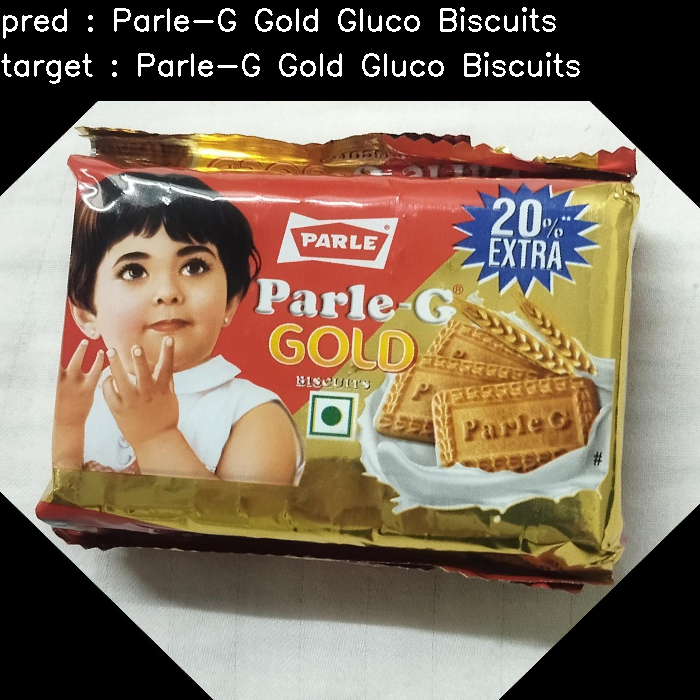 pred : Parle-G Gold Gluco Biscuits
target : Parle-G Gold Gluco Biscuits
20%**
EXTRA
PARLE®
Parle-G®
GOLD
BISCUITS
P
Parle G
#